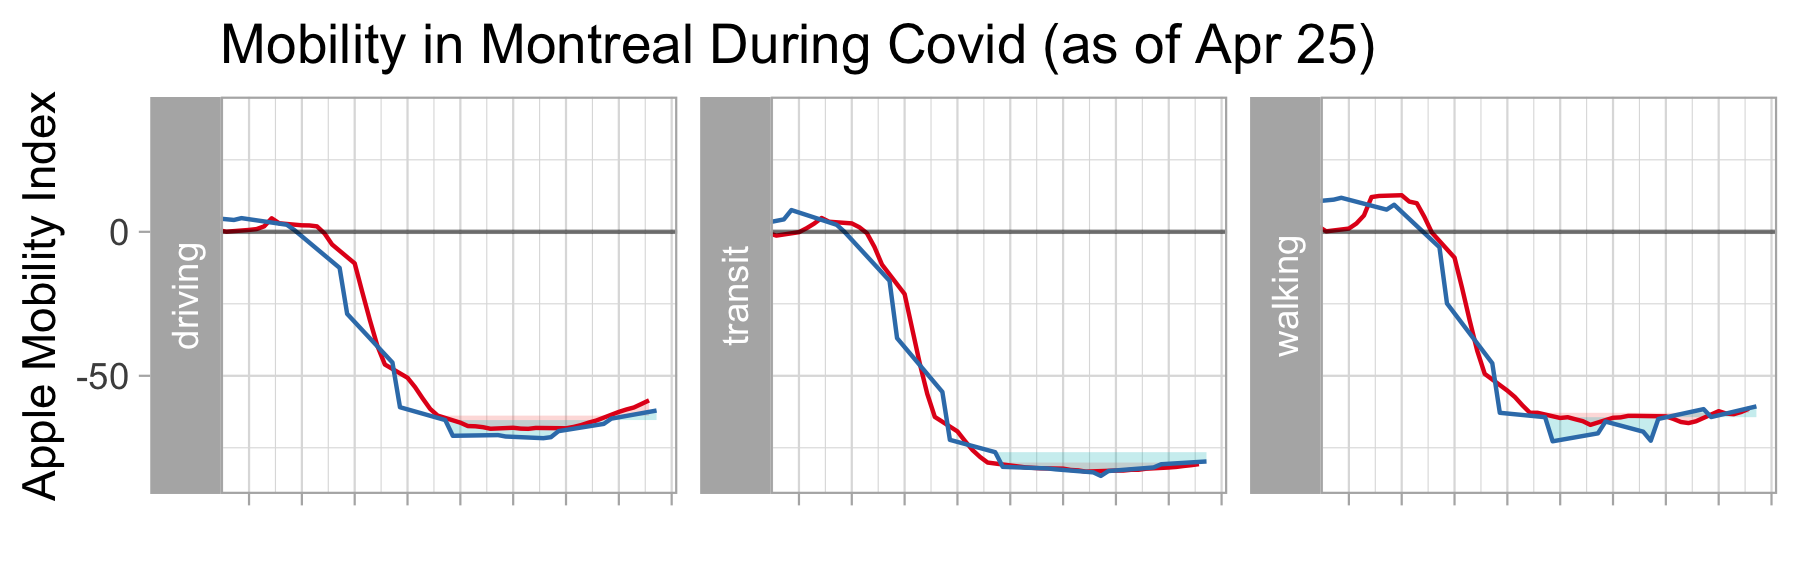 Mobility in Montreal During Covid (as of Apr 25)
Apple Mobility Index
0
-50
driving
transit
walking